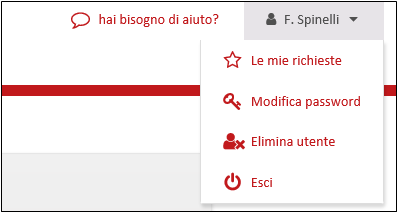 hai bisogno di aiuto?
F. Spinelli
Le mie richieste
Modifica password
Elimina utente
Esci